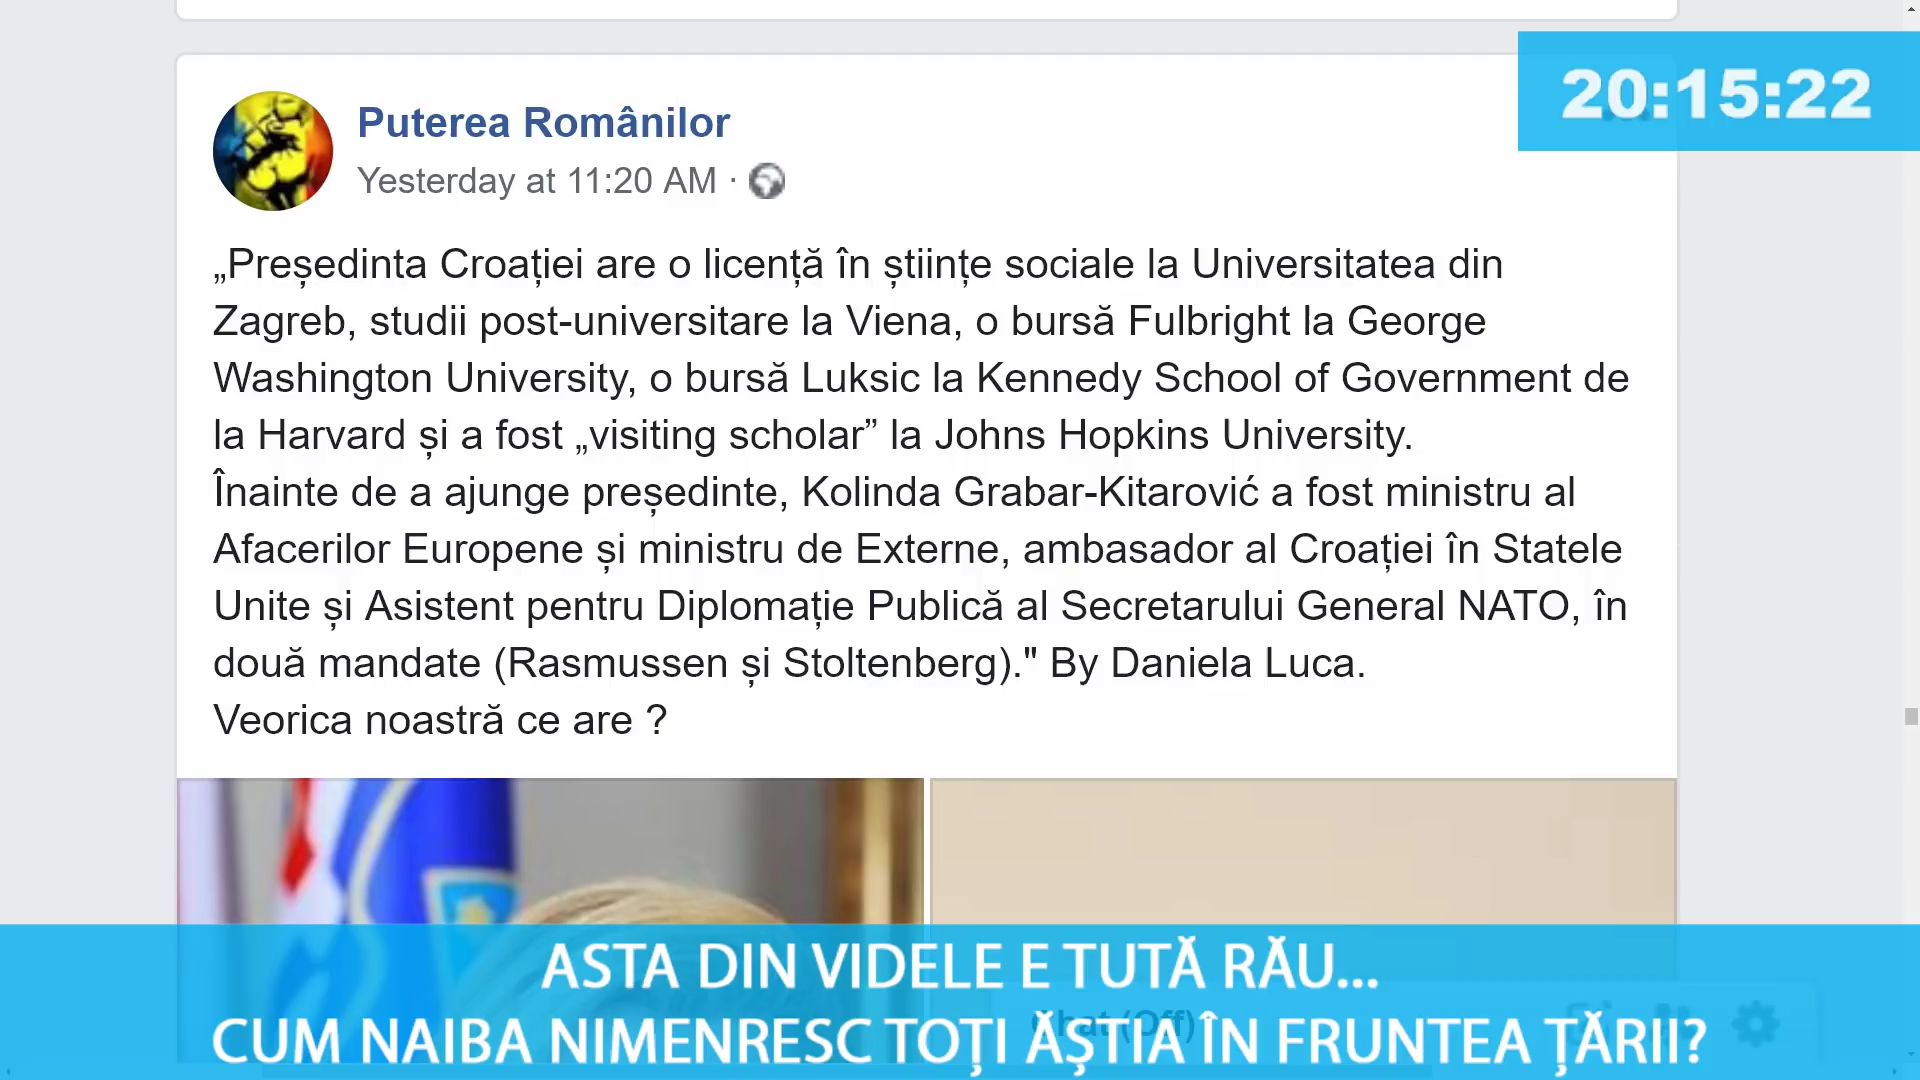 Puterea Românilor
20:15:22
Yesterday at 11:20 AM ·
„Președinta Croației are o licență în științe sociale la Universitatea din
Zagreb, studii post-universitare la Viena, o bursă Fulbright la George
Washington University, o bursă Luksic la Kennedy School of Government de
la Harvard și a fost „visiting scholar” la Johns Hopkins University.
Înainte de a ajunge președinte, Kolinda Grabar-Kitarović a fost ministru al
Afacerilor Europene și ministru de Externe, ambasador al Croației în Statele
Unite și Asistent pentru Diplomație Publică al Secretarului General NATO, în
două mandate (Rasmussen și Stoltenberg)." By Daniela Luca.
Veorica noastră ce are ?
ASTA DIN VIDELE E TUTĂ RĂU...
Chat (Off)
CUM NAIBA NIMENRESC TOȚI ĂȘTIA ÎN FRUNTEA ȚĂRII?